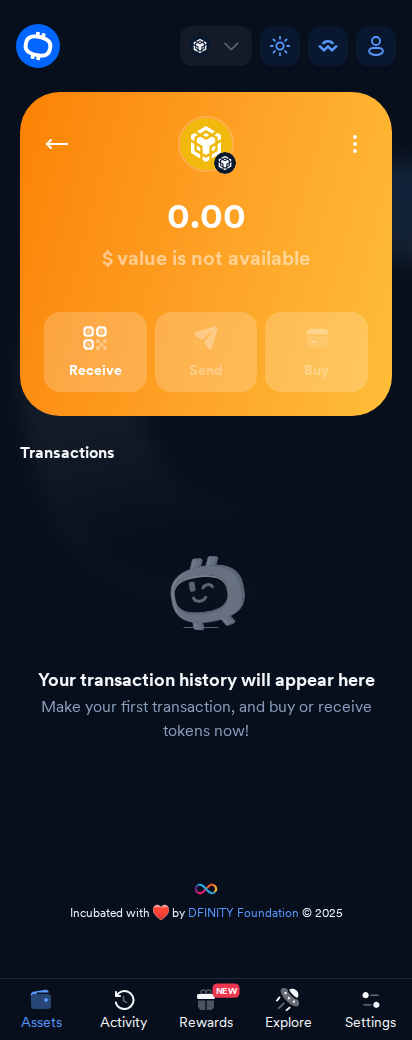 0.00
$ value is not available
Receive
Send
Buy
Transactions
Your transaction history will appear here
Make your first transaction, and buy or receive
tokens now!
Incubated with ❤️ by DFINITY Foundation © 2025
NEW
Assets
Activity
Rewards
Explore
Settings